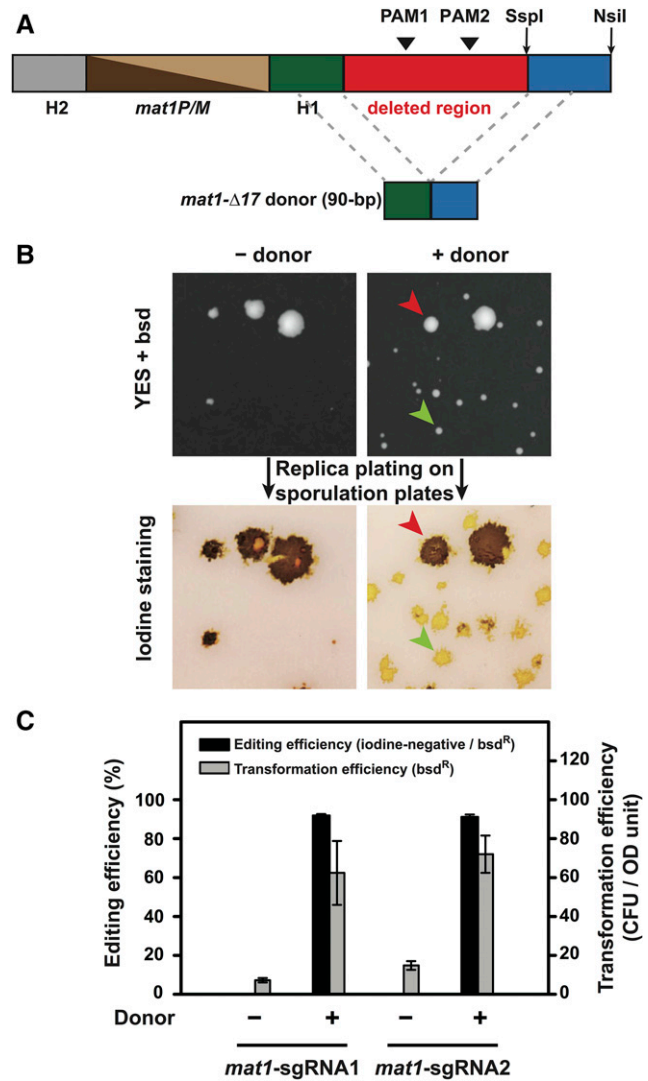 A
PAM1 PAM2 SspI NsiI
H2 mat1P/M H1 deleted region
mat1-Δ17 donor (90-bp)
B
– donor + donor
YES + bsd
Replica plating on
sporulation plates
Iodine staining
C
Editing efficiency (iodine-negative / bsdR)
Transformation efficiency (bsdR)
Editing efficiency (%)
100
80
60
40
20
0
120
100
80
60
40
20
0
Transformation efficiency
(CFU / OD unit)
Donor – + – +
mat1-sgRNA1 mat1-sgRNA2